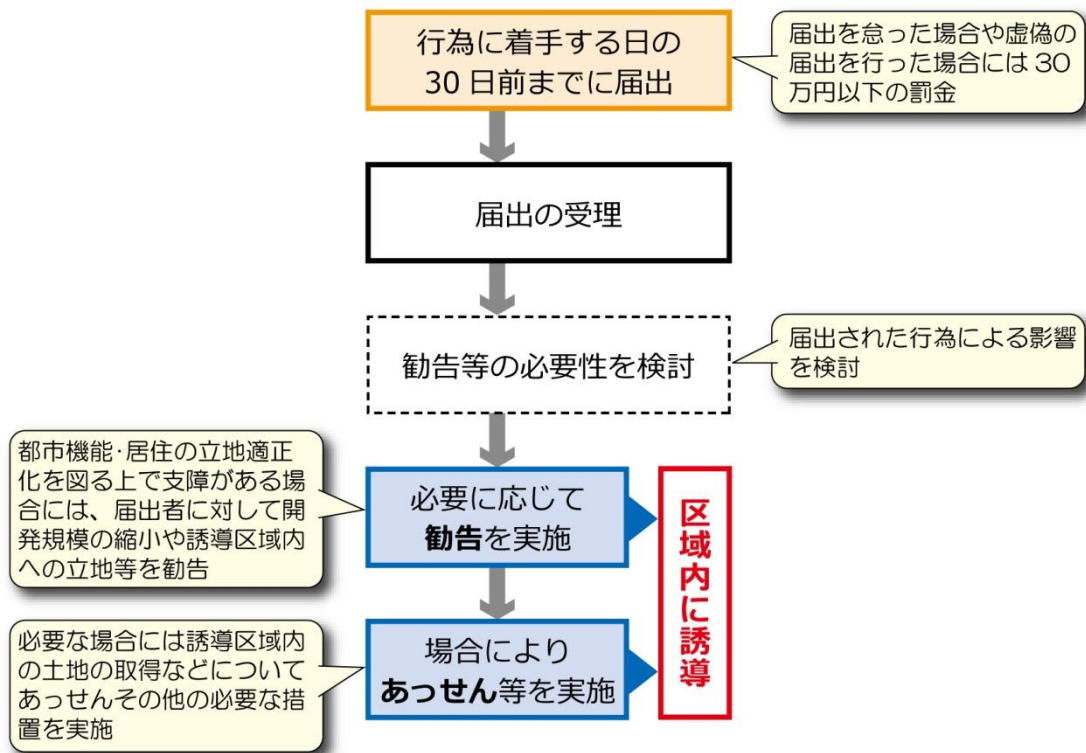 行為に着手する日の
30日前までに届出
届出を怠った場合や虚偽の
届出を行った場合には 30
万円以下の罰金
届出の受理
勧告等の必要性を検討
届出された行為による影響
を検討
都市機能・居住の立地適正
化を図る上で支障がある場
合には、届出者に対して開
発規模の縮小や誘導区域内
への立地等を勧告
必要に応じて
勧告を実施
区域内に誘導
必要な場合には誘導区域内
の土地の取得などについて
あっせんその他の必要な措
置を実施
場合により
あっせん等を実施